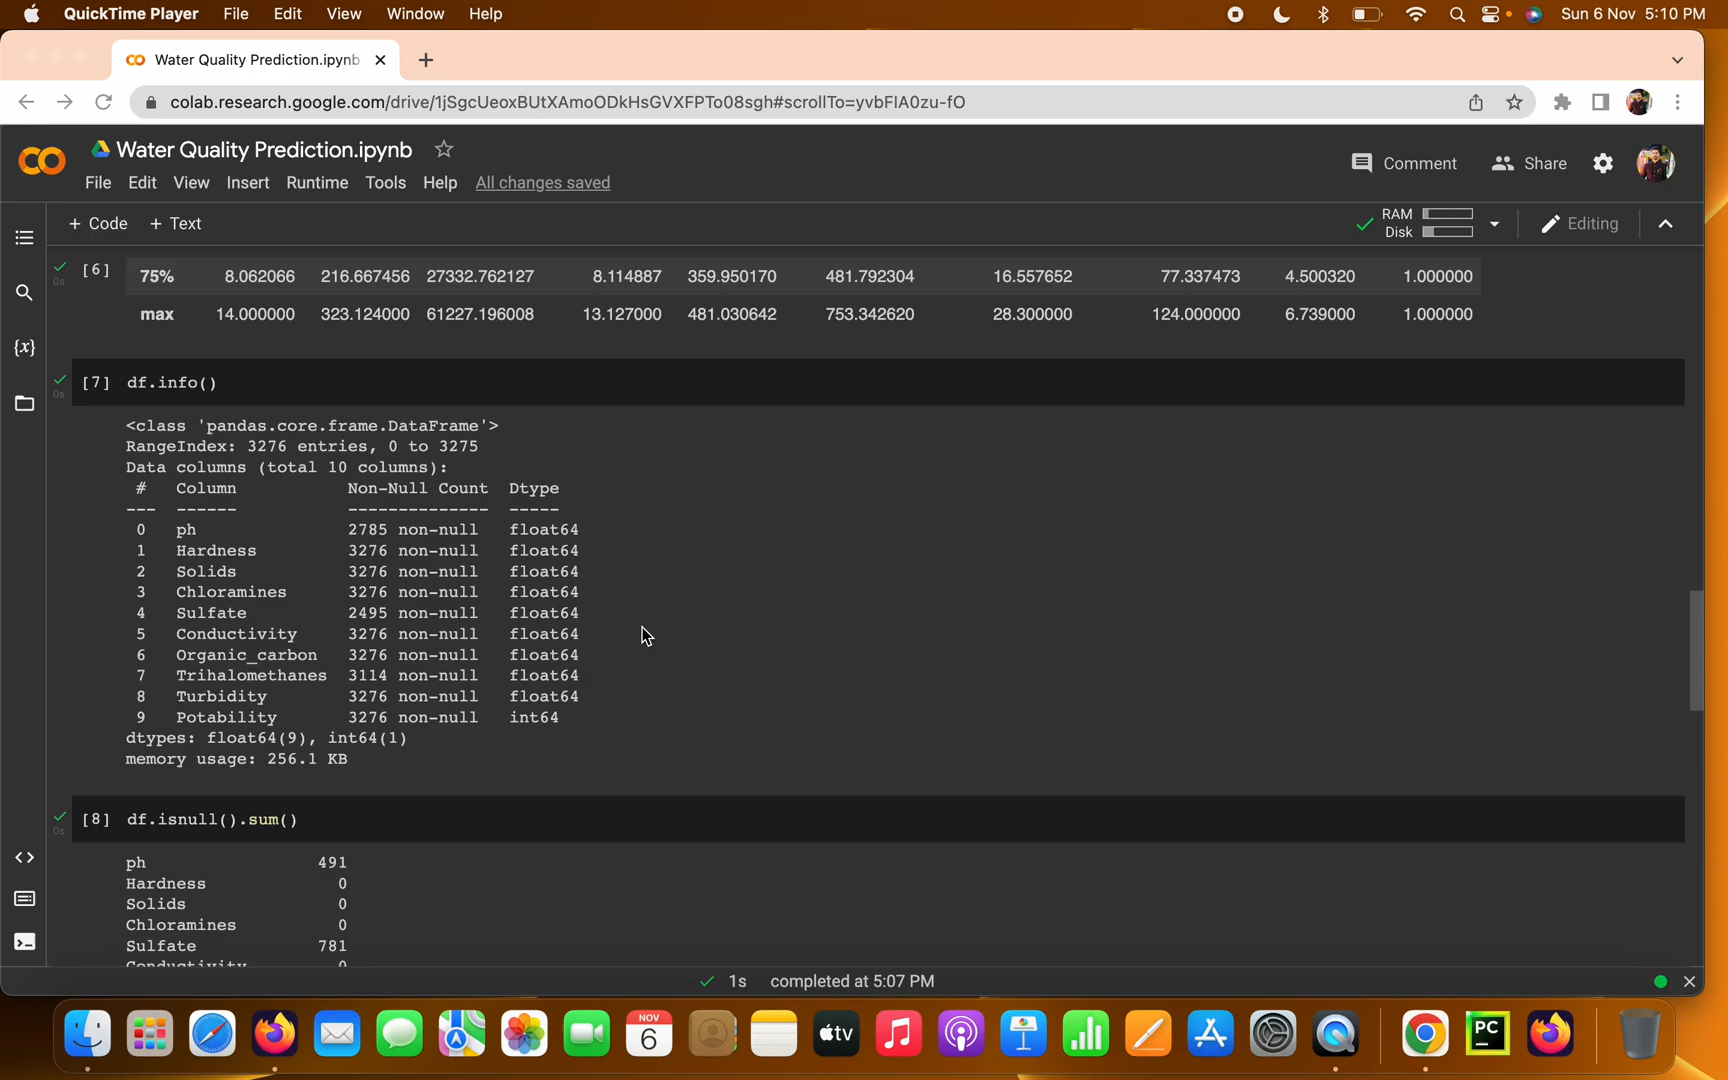 QuickTime Player File Edit View Window Help Sun 6 Nov 5:10 PM
Water Quality Prediction.ipynb
colab.research.google.com/drive/1jSgcUeoxBUtXAmoODkHsGVXFPTo08sgh#scrollTo=yvbFIA0zu-fO
Water Quality Prediction.ipynb
Comment Share
File Edit View Insert Runtime Tools Help All changes saved
+ Code + Text RAM Disk Editing
[6] 75% 8.062066 216.667456 27332.762127 8.114887 359.950170 481.792304 16.557652 77.337473 4.500320 1.000000
0s
max 14.000000 323.124000 61227.196008 13.127000 481.030642 753.342620 28.300000 124.000000 6.739000 1.000000
{x}
[7] df.info()
0s
<class 'pandas.core.frame.DataFrame'>
RangeIndex: 3276 entries, 0 to 3275
Data columns (total 10 columns):
# Column Non-Null Count Dtype
--- ------ -------------- -----
0 ph 2785 non-null float64
1 Hardness 3276 non-null float64
2 Solids 3276 non-null float64
3 Chloramines 3276 non-null float64
4 Sulfate 2495 non-null float64
5 Conductivity 3276 non-null float64
6 Organic_carbon 3276 non-null float64
7 Trihalomethanes 3114 non-null float64
8 Turbidity 3276 non-null float64
9 Potability 3276 non-null int64
dtypes: float64(9), int64(1)
memory usage: 256.1 KB
[8] df.isnull().sum()
0s
ph 491
Hardness 0
Solids 0
Chloramines 0
Sulfate 781
Conductivity 0
1s completed at 5:07 PM
NOV
6
tv
PC